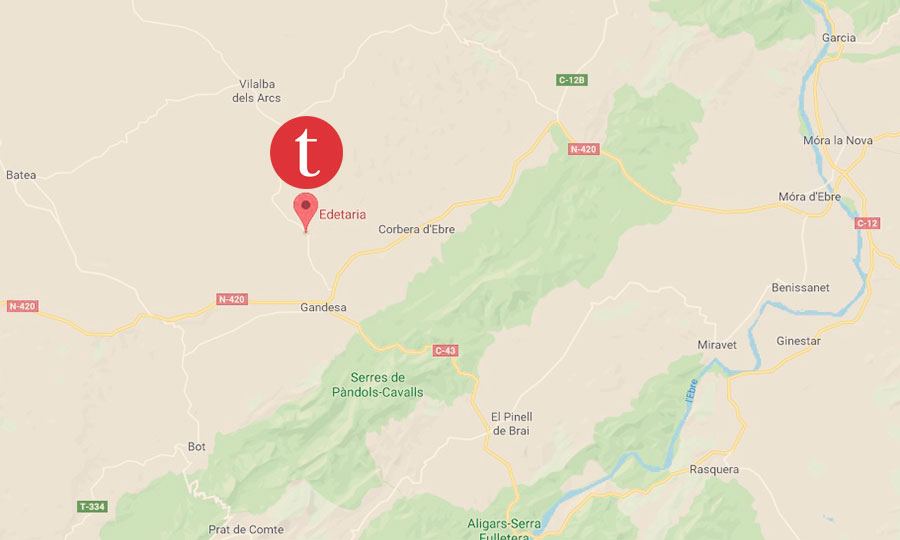 Garcia
C-12B
Vilalba
dels Arcs
t
N-420
Móra la Nova
Batea
Móra d'Ebre
Edetaria
Corbera d'Ebre
C-12
Benissanet
N-420
N-420
Gandesa
Ginestar
Miravet
C-43
Serres de
Pàndols-Cavalls
l'Ebre
El Pinell
de Brai
Bot
Rasquera
T-334
Prat de Comte
Aligars-Serra
Fulletera